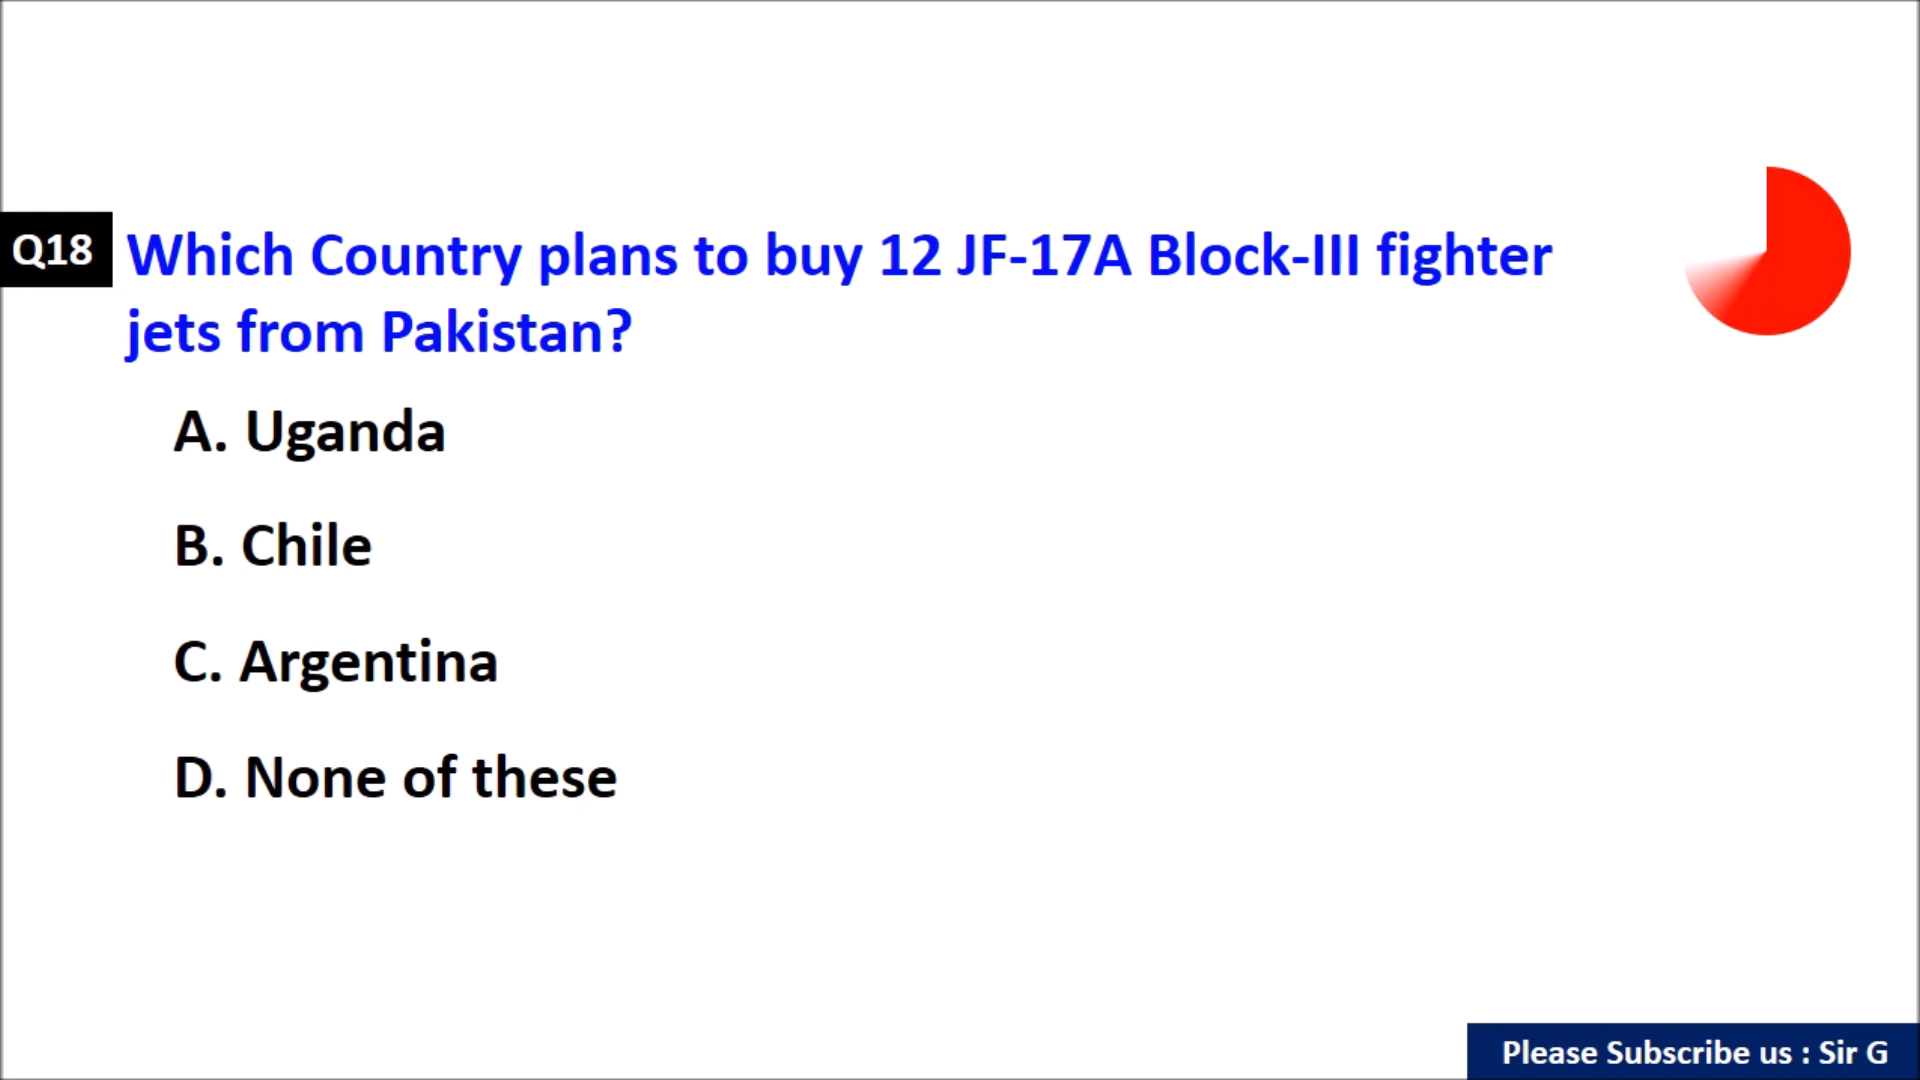 Q18
Which Country plans to buy 12 JF-17A Block-III fighter
jets from Pakistan?
A. Uganda
B. Chile
C. Argentina
D. None of these
Please Subscribe us : Sir G